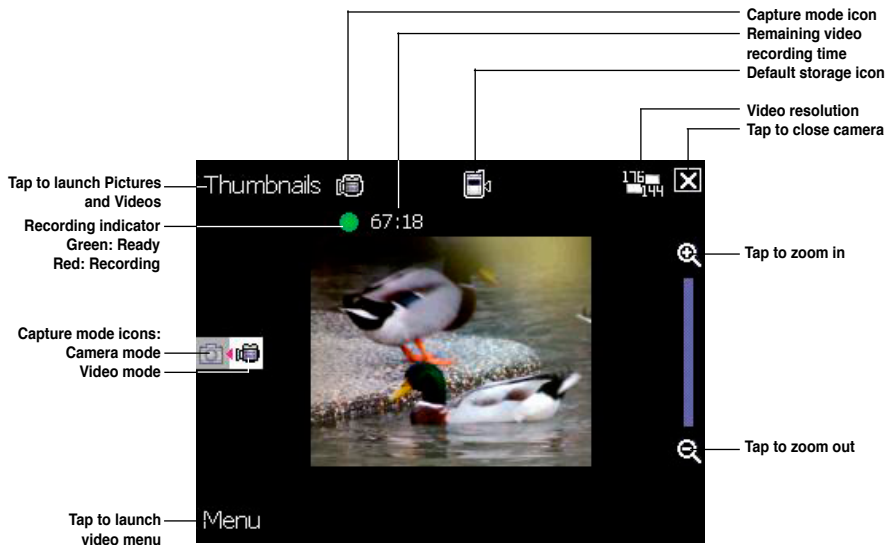 Capture mode icon
Remaining video
recording time
Default storage icon
Video resolution
Tap to close camera
Tap to launch Pictures
and Videos
Recording indicator
Green: Ready
Red: Recording
Capture mode icons:
Camera mode
Video mode
Tap to launch
video menu
Thumbnails
176
144
67:18
Tap to zoom in
Tap to zoom out
Menu